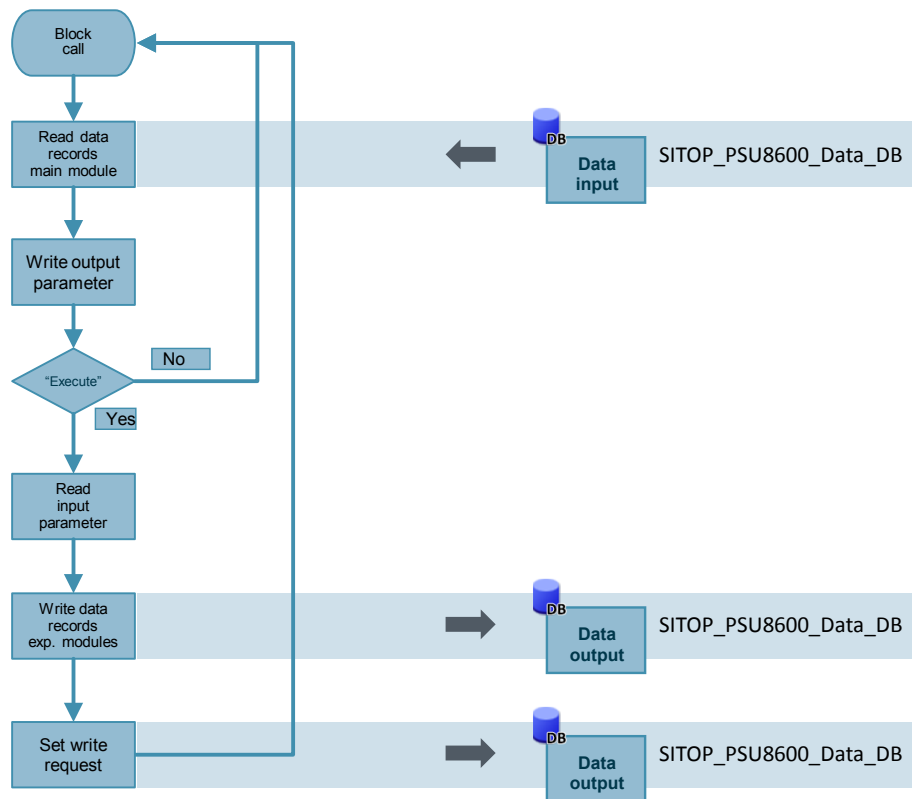 Block
call
Read data
records
main module
DB
Data
input
SITOP_PSU8600_Data_DB
Write output
parameter
No
“Execute”
Yes
Read
input
parameter
Write data
records
exp. modules
DB
Data
output
SITOP_PSU8600_Data_DB
Set write
request
DB
Data
output
SITOP_PSU8600_Data_DB